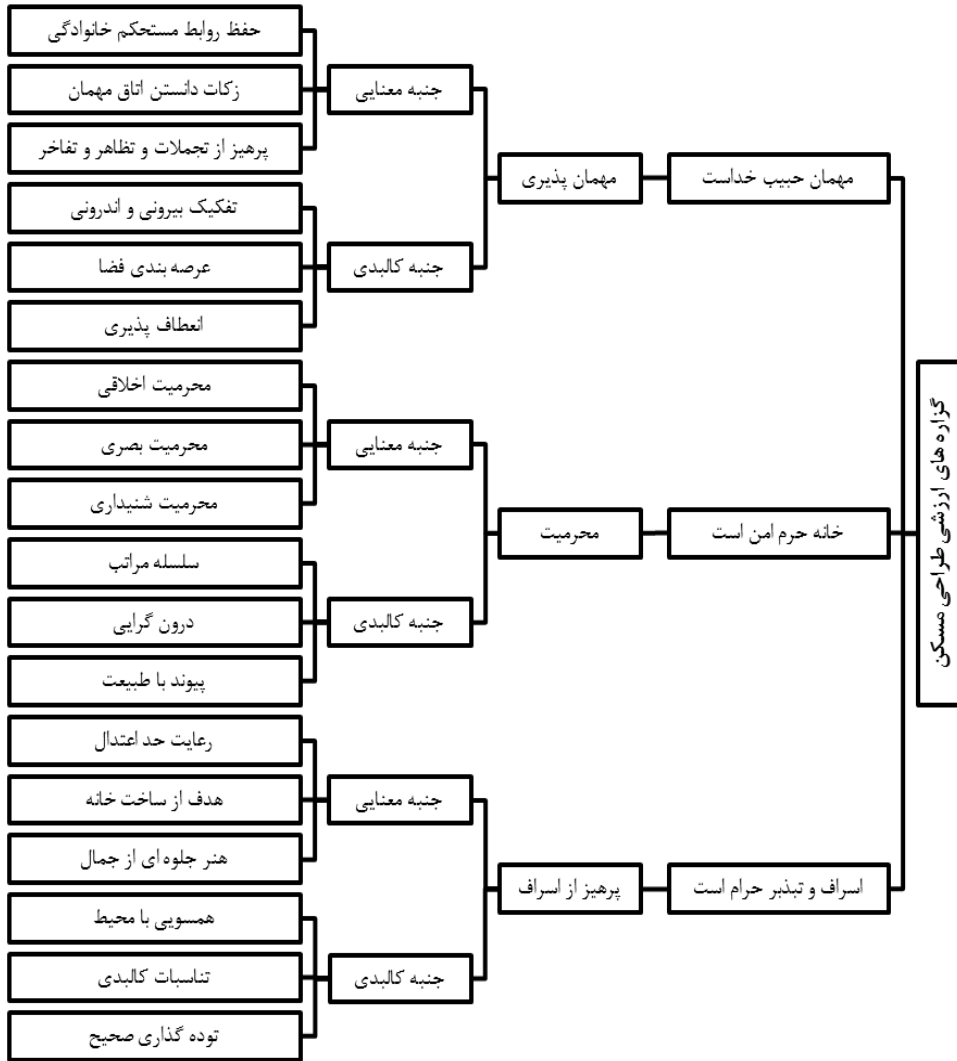 گزاره های ارزشی طراحی مسکن
مهمان حبیب خداست
مهمان پذیری
جنبه معنایی
حفظ روابط مستحکم خانوادگی
زکات دانستن اتاق مهمان
پرهیز از تجملات و تظاهر و تفاخر
جنبه کالبدی
تفکیک بیرونی و اندرونی
عرصه بندی فضا
انعطاف پذیری
خانه حرم امن است
محرمیت
جنبه معنایی
محرمیت اخلاقی
محرمیت بصری
محرمیت شنیداری
جنبه کالبدی
سلسله مراتب
درون گرایی
پیوند با طبیعت
اسراف و تبذبر حرام است
پرهیز از اسراف
جنبه معنایی
رعایت حد اعتدال
هدف از ساخت خانه
هنر جلوه ای از جمال
جنبه کالبدی
همسویی با محیط
تناسبات کالبدی
توده گذاری صحیح